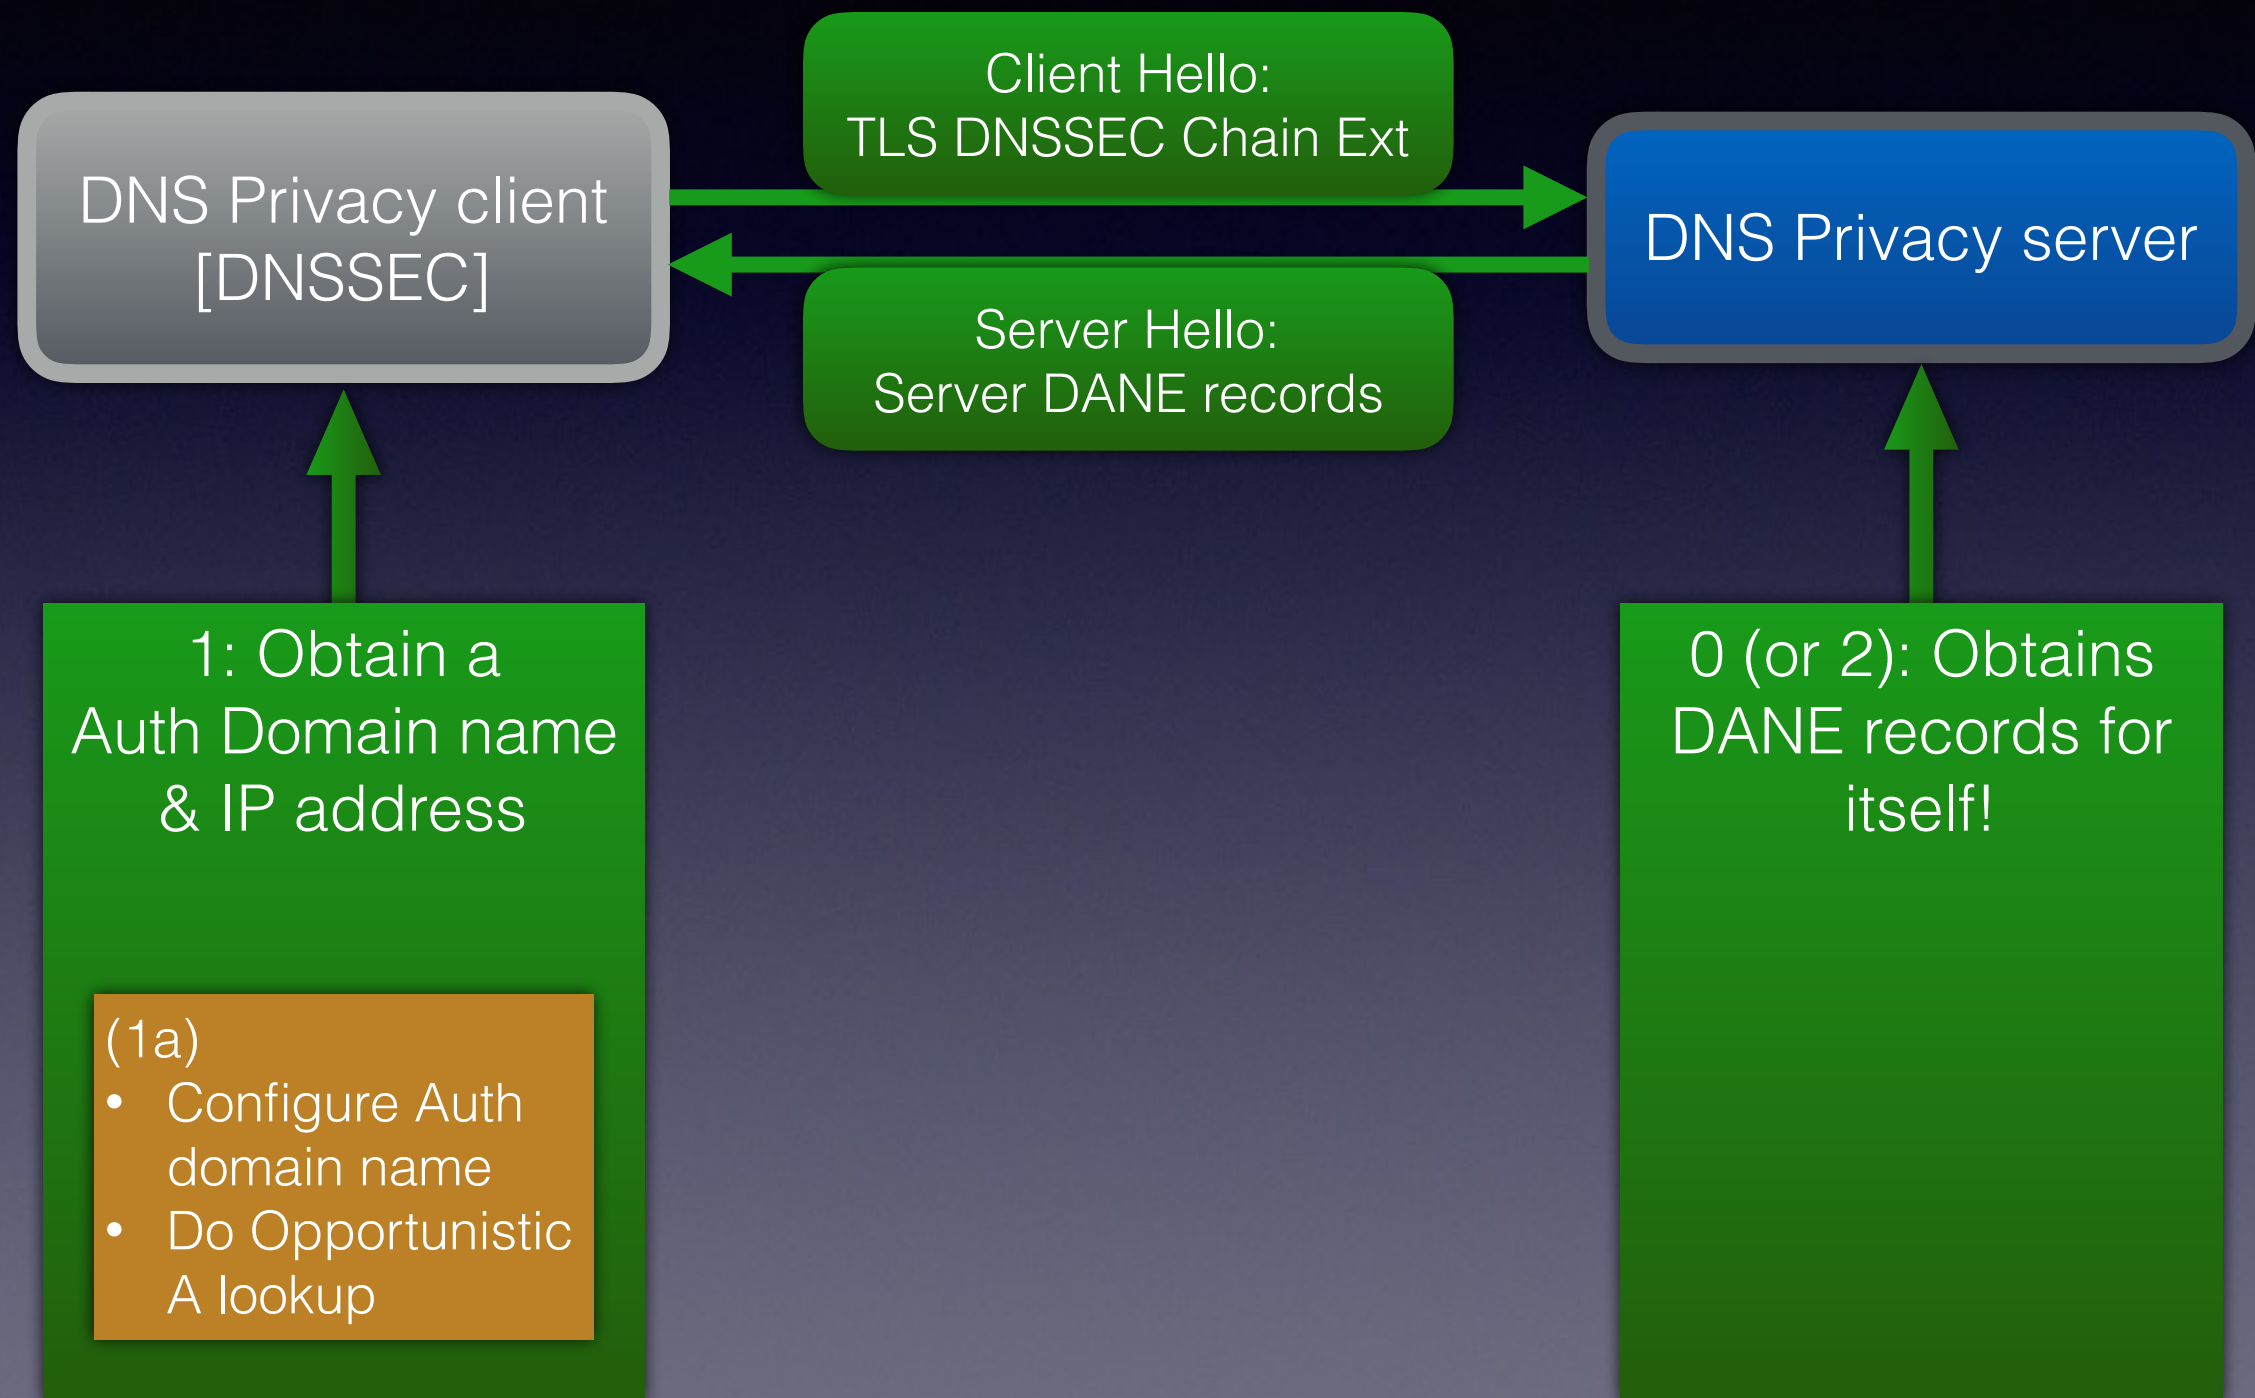 Client Hello:
TLS DNSSEC Chain Ext
DNS Privacy client
[DNSSEC]
DNS Privacy server
Server Hello:
Server DANE records
1: Obtain a
Auth Domain name
& IP address
(1a)
• Configure Auth
domain name
• Do Opportunistic
A lookup
0 (or 2): Obtains
DANE records for
itself!